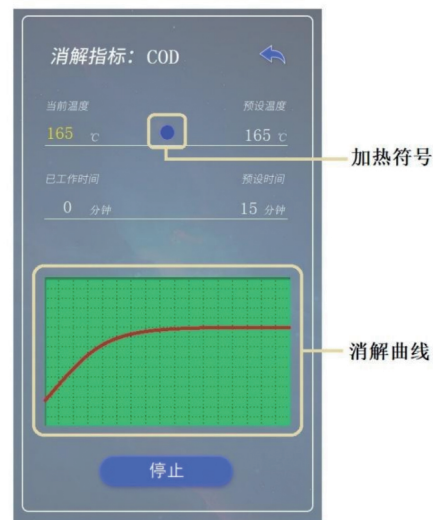 消解指标：COD
当前温度 预设温度
165 ℃ 165 ℃
加热符号
已工作时间 预设时间
0 分钟 15 分钟
消解曲线
停止